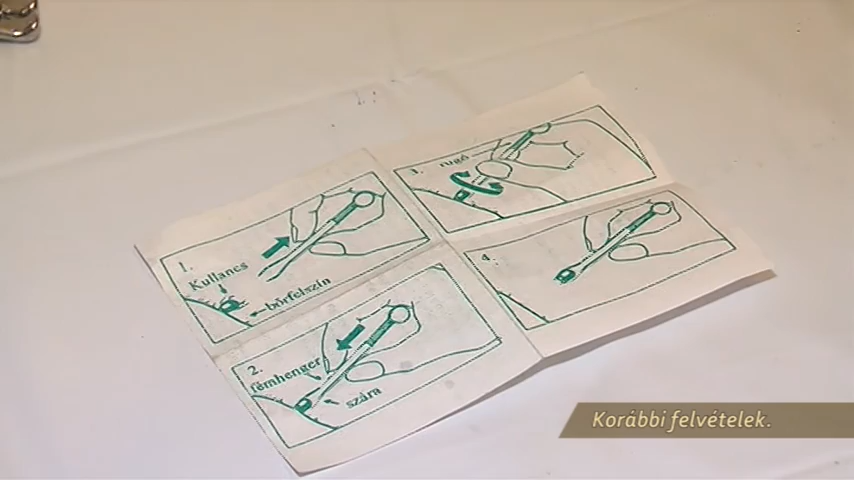 1.
Kullancs
bőrfelszín
2.
fémhenger
szára
3. rugó
4.
Korábbi felvételek.